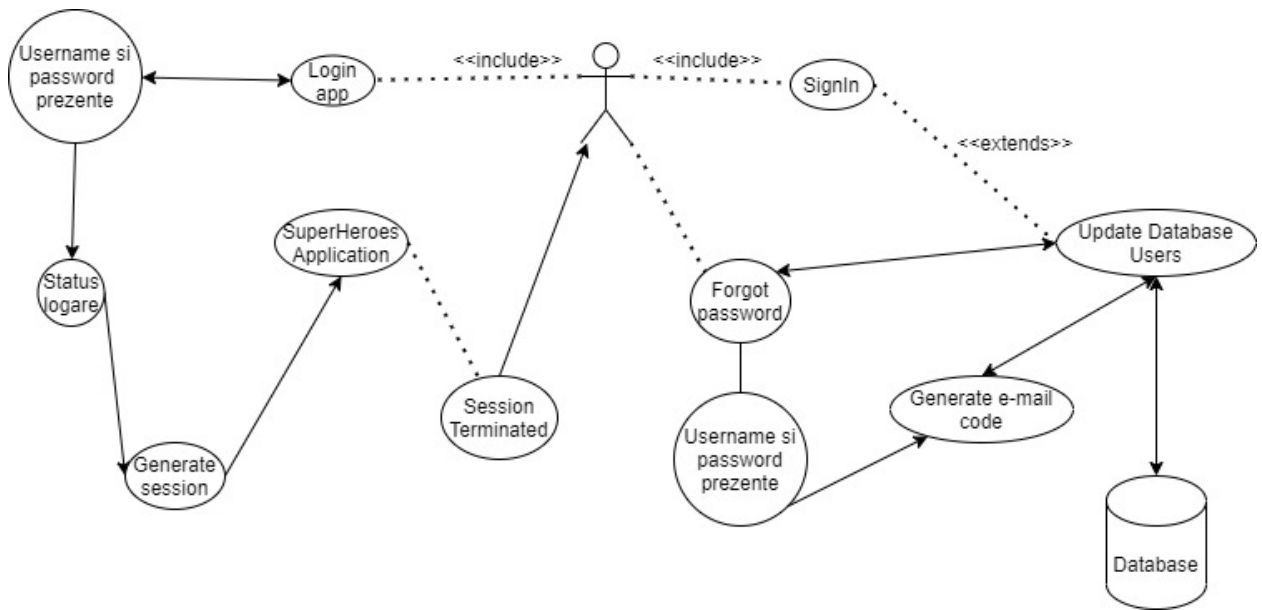 Username si
password
prezente
Login
app
<<include>>
<<include>>
SignIn
<<extends>>
SuperHeroes
Application
Update Database
Users
Status
logare
Forgot
password
Session
Terminated
Generate e-mail
code
Username si
password
prezente
Generate
session
Database